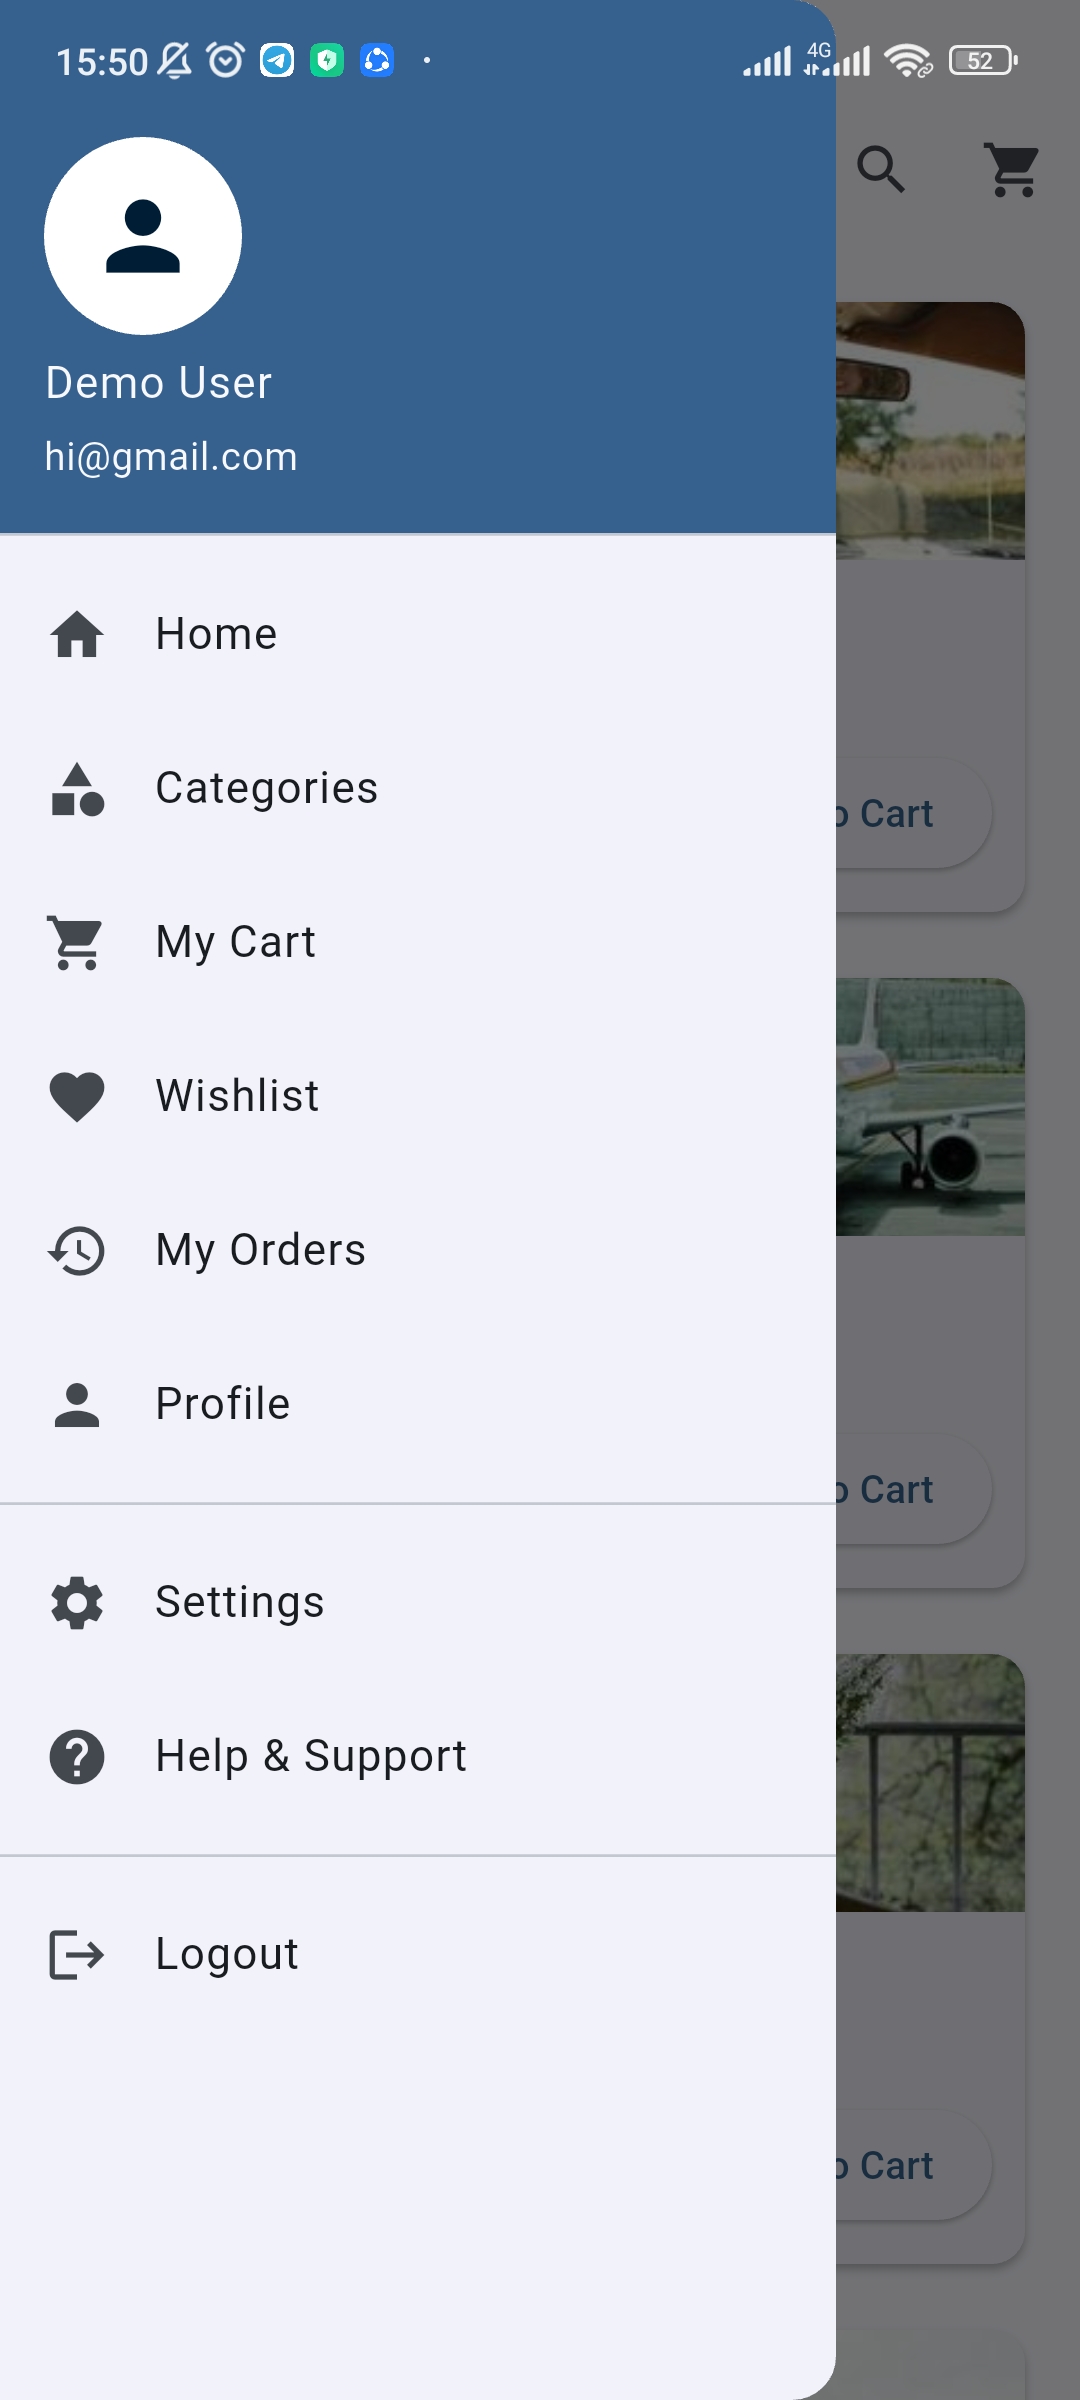 15:50
4G
52
Demo User
hi@gmail.com
Home
Categories
o Cart
My Cart
Wishlist
My Orders
Profile
o Cart
Settings
Help & Support
Logout
o Cart